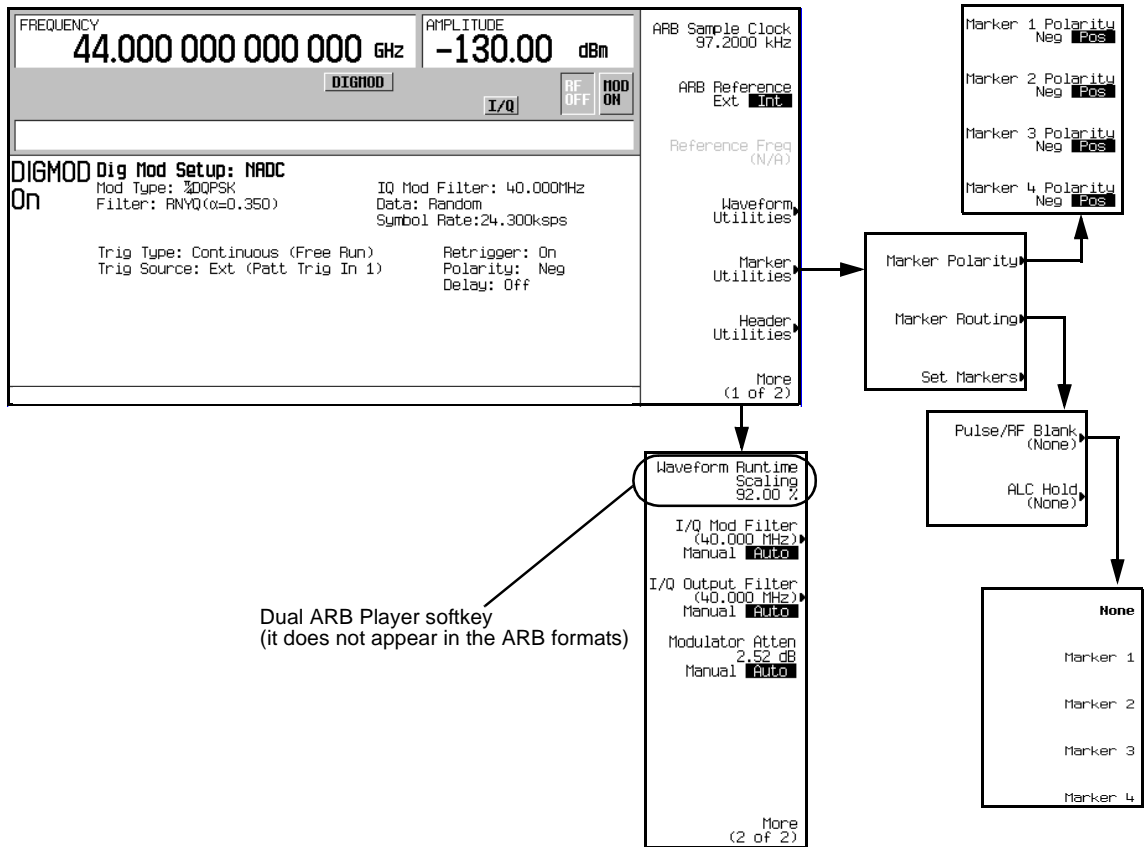 FREQUENCY
44.000 000 000 000 GHz
AMPLITUDE
-130.00 dBm
DIGMOD
I/Q
RF OFF
MOD ON
DIGMOD On
Dig Mod Setup: NADC
Mod Type: π/4DQPSK
Filter: RNYQ(α=0.350)
IQ Mod Filter: 40.000MHz
Data: Random
Symbol Rate:24.300ksps
Trig Type: Continuous (Free Run)
Trig Source: Ext (Patt Trig In 1)
Retrigger: On
Polarity: Neg
Delay: Off
ARB Sample Clock
97.2000 kHz
ARB Reference
Ext Int
Reference Freq
(N/A)
Waveform
Utilities
Marker
Utilities
Header
Utilities
More
(1 of 2)
Marker Polarity
Marker Routing
Set Markers
Marker 1 Polarity
Neg Pos
Marker 2 Polarity
Neg Pos
Marker 3 Polarity
Neg Pos
Marker 4 Polarity
Neg Pos
Pulse/RF Blank
(None)
ALC Hold
(None)
None
Marker 1
Marker 2
Marker 3
Marker 4
Waveform Runtime
Scaling
92.00 %
I/Q Mod Filter
(40.000 MHz)
Manual Auto
I/Q Output Filter
(40.000 MHz)
Manual Auto
Modulator Atten
2.52 dB
Manual Auto
More
(2 of 2)
Dual ARB Player softkey
(it does not appear in the ARB formats)